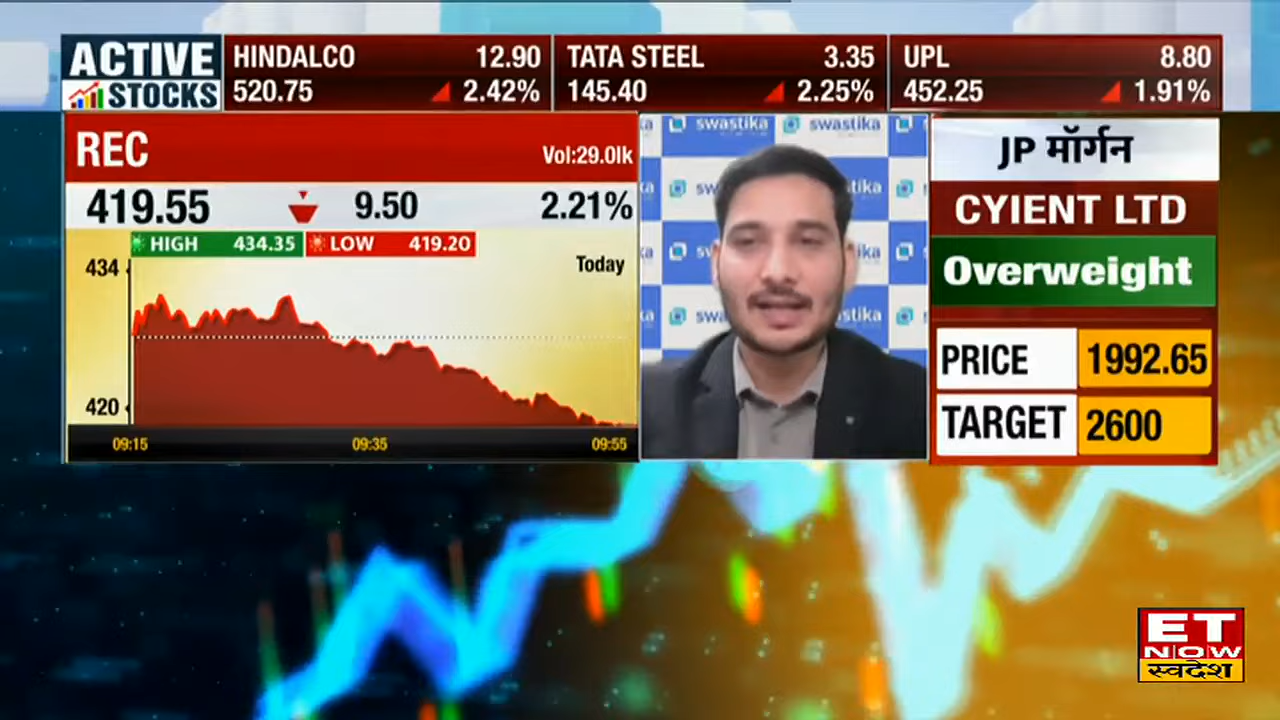 ACTIVE STOCKS
HINDALCO 12.90
520.75 2.42%
TATA STEEL 3.35
145.40 2.25%
UPL 8.80
452.25 1.91%
REC Vol:29.0lk
419.55 9.50 2.21%
HIGH 434.35 LOW 419.20
Today
434
420
09:15 09:35 09:55
swastika swastika
swastika
JP मॉर्गन
CYIENT LTD
Overweight
PRICE 1992.65
TARGET 2600
ET
NOW
स्वदेश